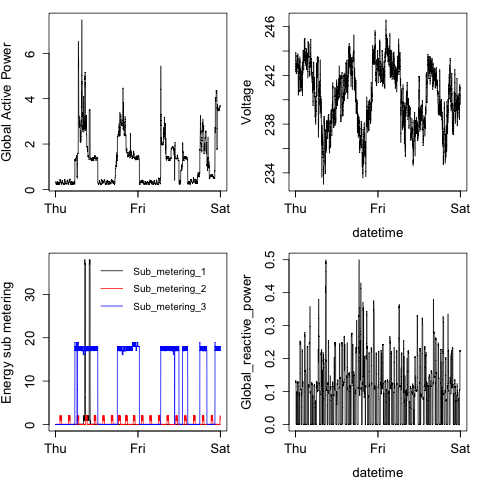 Global Active Power
0 2 4 6
Thu Fri Sat
Voltage
234 238 242 246
Thu Fri Sat
datetime
Energy sub metering
0 10 20 30
Sub_metering_1
Sub_metering_2
Sub_metering_3
Thu Fri Sat
Global_reactive_power
0.0 0.1 0.2 0.3 0.4 0.5
Thu Fri Sat
datetime